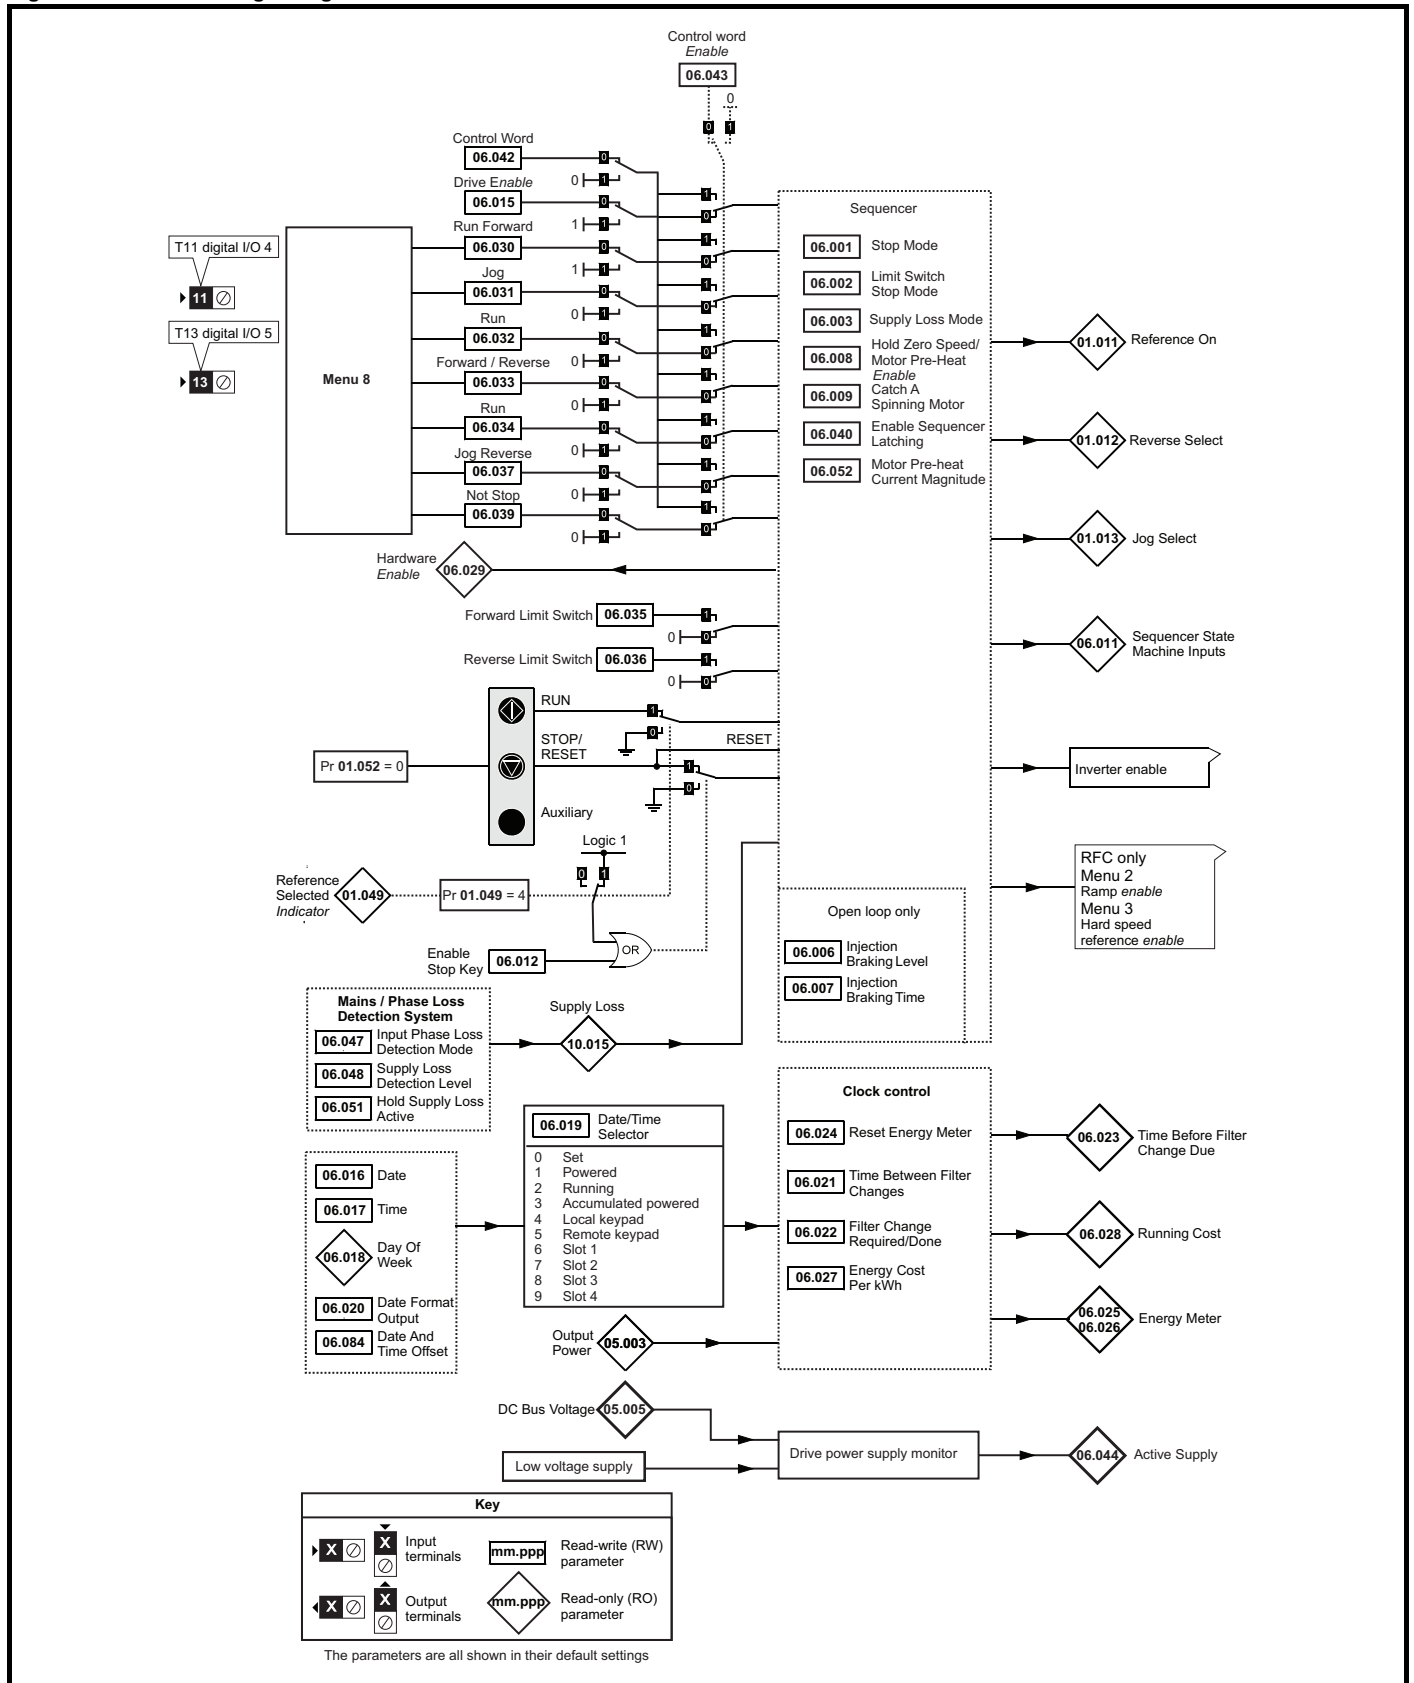 Control word
Enable
06.043
0
0 1
Control Word
06.042
0
0 1
Drive Enable
06.015
0
1 1
Run Forward
06.030
0
1 1
Jog
06.031
0
0 1
Run
06.032
0
0 1
Forward / Reverse
06.033
0
0 1
Run
06.034
0
0 1
Jog Reverse
06.037
0
0 1
Not Stop
06.039
0
0 1
1
0
1
0
1
0
1
0
1
0
1
0
1
0
1
0
T11 digital I/O 4
11
T13 digital I/O 5
13
Menu 8
Hardware
Enable
06.029
Forward Limit Switch 06.035
1
0 0
Reverse Limit Switch 06.036
1
0 0
RUN
1
0
STOP/
RESET
RESET
1
0
Auxiliary
Pr 01.052 = 0
Logic 1
0 1
Reference
Selected
Indicator
01.049
Pr 01.049 = 4
Enable
Stop Key
06.012
OR
Sequencer
06.001 Stop Mode
06.002 Limit Switch
Stop Mode
06.003 Supply Loss Mode
06.008 Hold Zero Speed/
Motor Pre-Heat
Enable
06.009 Catch A
Spinning Motor
06.040 Enable Sequencer
Latching
06.052 Motor Pre-heat
Current Magnitude
Open loop only
06.006 Injection
Braking Level
06.007 Injection
Braking Time
01.011 Reference On
01.012 Reverse Select
01.013 Jog Select
06.011 Sequencer State
Machine Inputs
Inverter enable
RFC only
Menu 2
Ramp enable
Menu 3
Hard speed
reference enable
Mains / Phase Loss
Detection System
06.047 Input Phase Loss
Detection Mode
06.048 Supply Loss
Detection Level
06.051 Hold Supply Loss
Active
Supply Loss
10.015
06.016 Date
06.017 Time
06.018 Day Of
Week
06.020 Date Format
Output
06.084 Date And
Time Offset
06.019 Date/Time
Selector
0 Set
1 Powered
2 Running
3 Accumulated powered
4 Local keypad
5 Remote keypad
6 Slot 1
7 Slot 2
8 Slot 3
9 Slot 4
Output
Power
05.003
Clock control
06.024 Reset Energy Meter
06.021 Time Between Filter
Changes
06.022 Filter Change
Required/Done
06.027 Energy Cost
Per kWh
06.023 Time Before Filter
Change Due
06.028 Running Cost
06.025
06.026
Energy Meter
DC Bus Voltage 05.005
Low voltage supply
Drive power supply monitor
06.044 Active Supply
Key
X X Input
terminals
mm.ppp Read-write (RW)
parameter
X X Output
terminals
mm.ppp Read-only (RO)
parameter
The parameters are all shown in their default settings